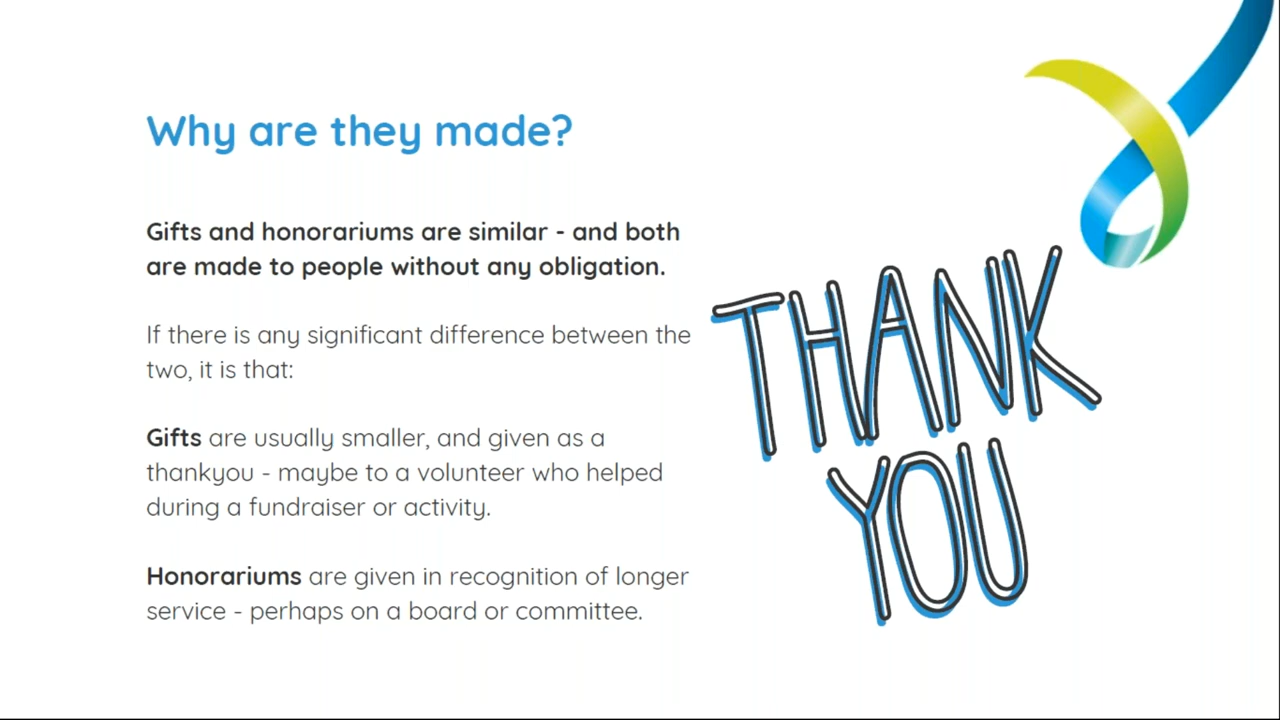 Why are they made?
Gifts and honorariums are similar - and both
are made to people without any obligation.
If there is any significant difference between the
two, it is that:
Gifts are usually smaller, and given as a
thankyou - maybe to a volunteer who helped
during a fundraiser or activity.
Honorariums are given in recognition of longer
service - perhaps on a board or committee.
THANK
YOU